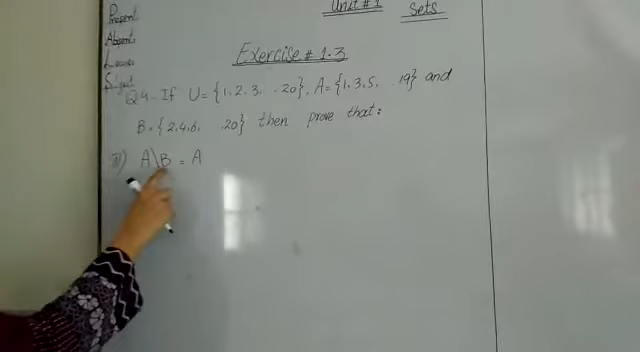 Unit # 1 Sets
Present
Absent
Leave
Exercise # 1.3
Q4. If U = {1, 2, 3, . . 20}, A = {1, 3, 5, . . 19} and
B = {2, 4, 6, . 20} then prove that:
A\B = A